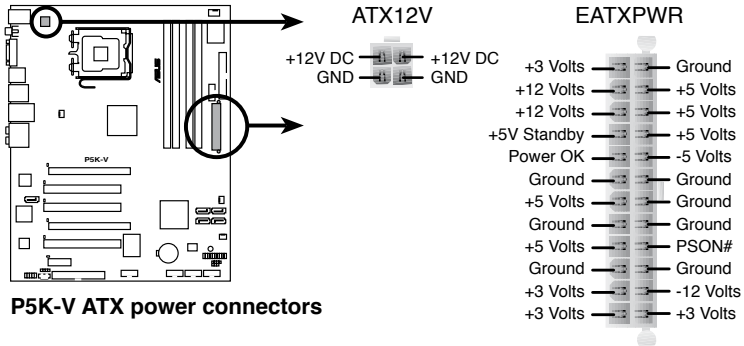 ATX12V
EATXPWR
+12V DC
+12V DC
GND
GND
+3 Volts
Ground
+12 Volts
+5 Volts
+12 Volts
+5 Volts
+5V Standby
+5 Volts
Power OK
-5 Volts
Ground
Ground
+5 Volts
Ground
Ground
Ground
+5 Volts
PSON#
Ground
Ground
+3 Volts
-12 Volts
+3 Volts
+3 Volts
ASUS
P5K-V
P5K-V ATX power connectors